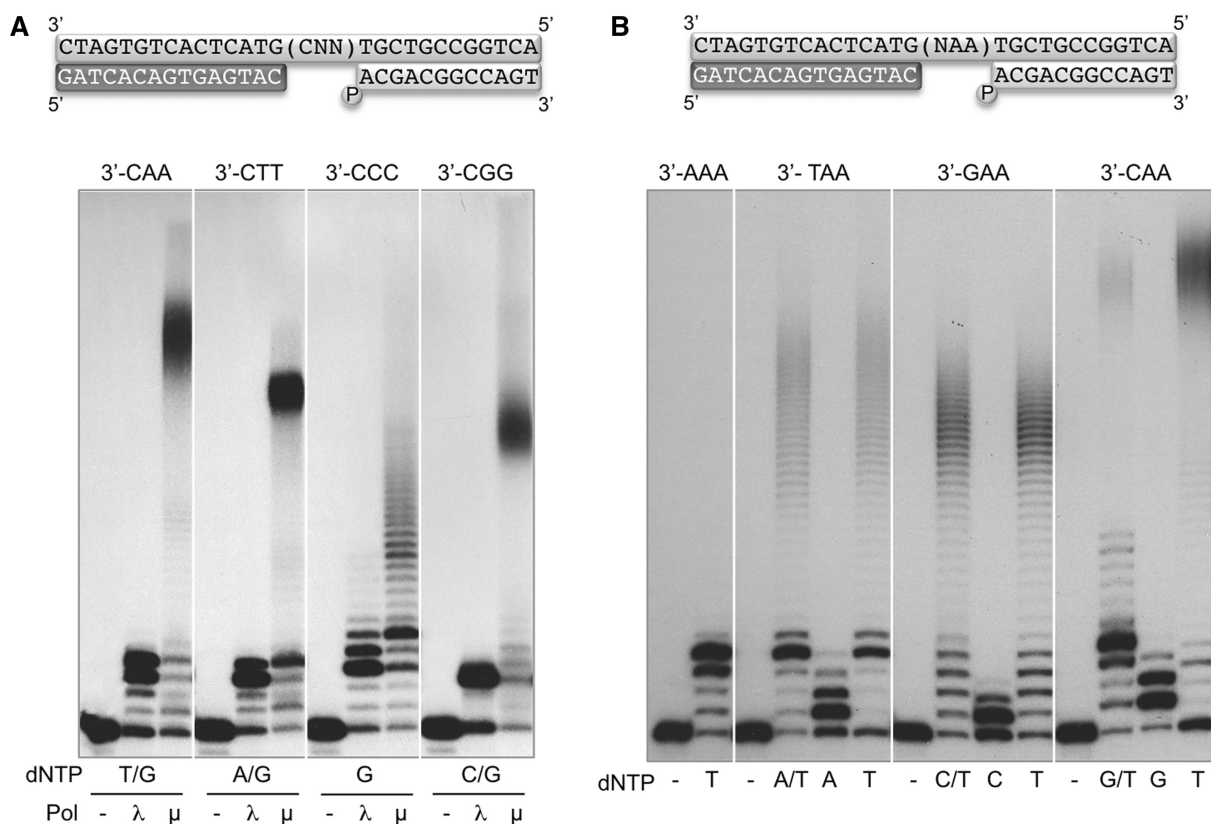 A
3’ 5’
CTAGTGTCACTCATG(CNN)TGCTGCCGGTCA
GATCACAGTGAGTAC ACGACGGCCAGT
P
5’ 3’
3’-CAA 3’-CTT 3’-CCC 3’-CGG
dNTP T/G A/G G C/G
Pol - λ μ - λ μ - λ μ - λ μ
B
3’ 5’
CTAGTGTCACTCATG(NAA)TGCTGCCGGTCA
GATCACAGTGAGTAC ACGACGGCCAGT
P
5’ 3’
3’-AAA 3’- TAA 3’-GAA 3’-CAA
dNTP - T - A/T A T - C/T C T - G/T G T